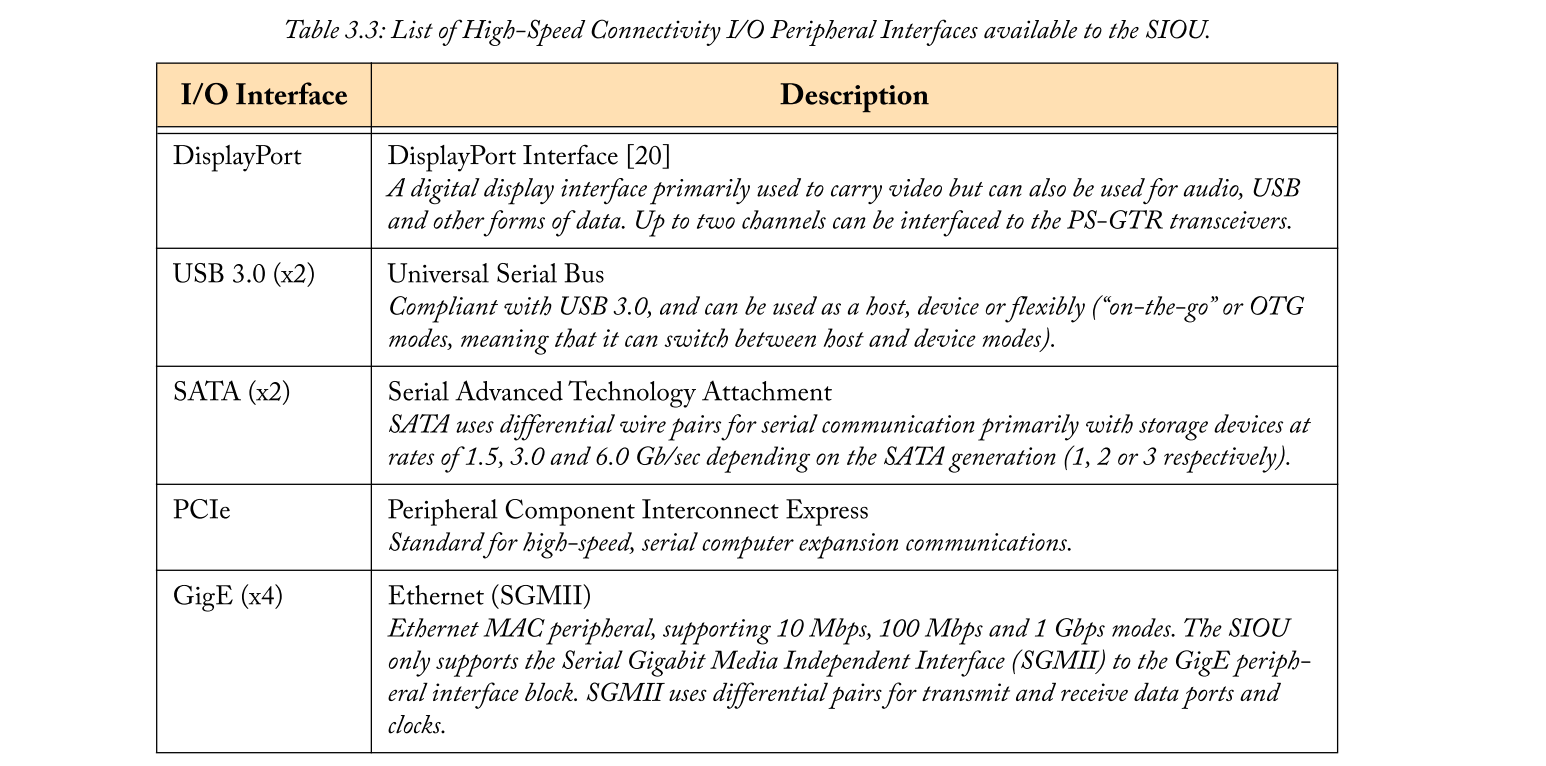 Table 3.3: List of High-Speed Connectivity I/O Peripheral Interfaces available to the SIOU.
I/O Interface
Description
DisplayPort
DisplayPort Interface [20]
A digital display interface primarily used to carry video but can also be used for audio, USB
and other forms of data. Up to two channels can be interfaced to the PS-GTR transceivers.
USB 3.0 (x2)
Universal Serial Bus
Compliant with USB 3.0, and can be used as a host, device or flexibly (“on-the-go” or OTG
modes, meaning that it can switch between host and device modes).
SATA (x2)
Serial Advanced Technology Attachment
SATA uses differential wire pairs for serial communication primarily with storage devices at
rates of 1.5, 3.0 and 6.0 Gb/sec depending on the SATA generation (1, 2 or 3 respectively).
PCIe
Peripheral Component Interconnect Express
Standard for high-speed, serial computer expansion communications.
GigE (x4)
Ethernet (SGMII)
Ethernet MAC peripheral, supporting 10 Mbps, 100 Mbps and 1 Gbps modes. The SIOU
only supports the Serial Gigabit Media Independent Interface (SGMII) to the GigE periph-
eral interface block. SGMII uses differential pairs for transmit and receive data ports and
clocks.